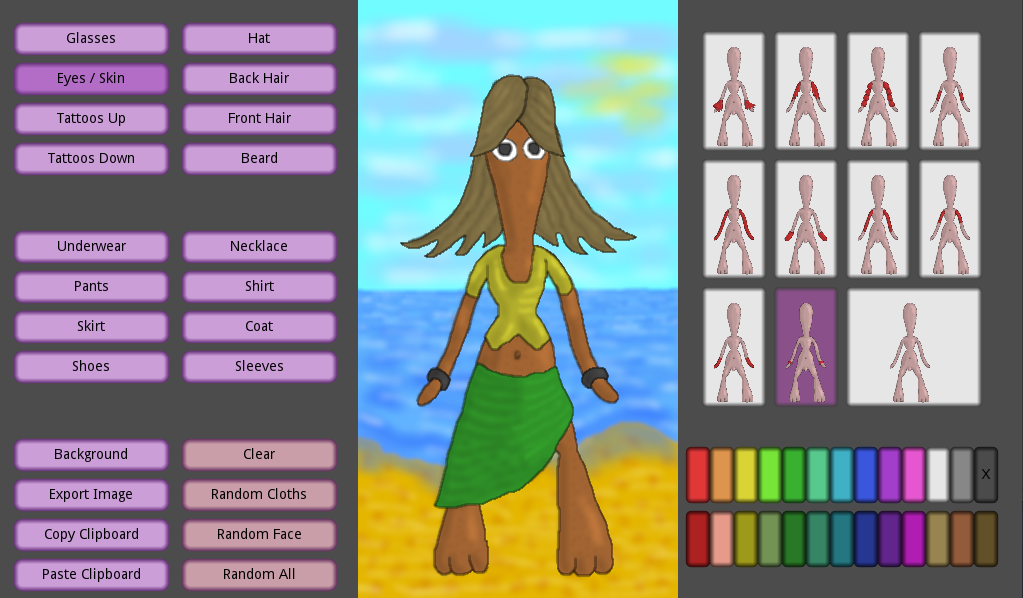 Glasses
Hat
Eyes / Skin
Back Hair
Tattoos Up
Front Hair
Tattoos Down
Beard
Underwear
Necklace
Pants
Shirt
Skirt
Coat
Shoes
Sleeves
Background
Clear
Export Image
Random Cloths
Copy Clipboard
Random Face
Paste Clipboard
Random All
X